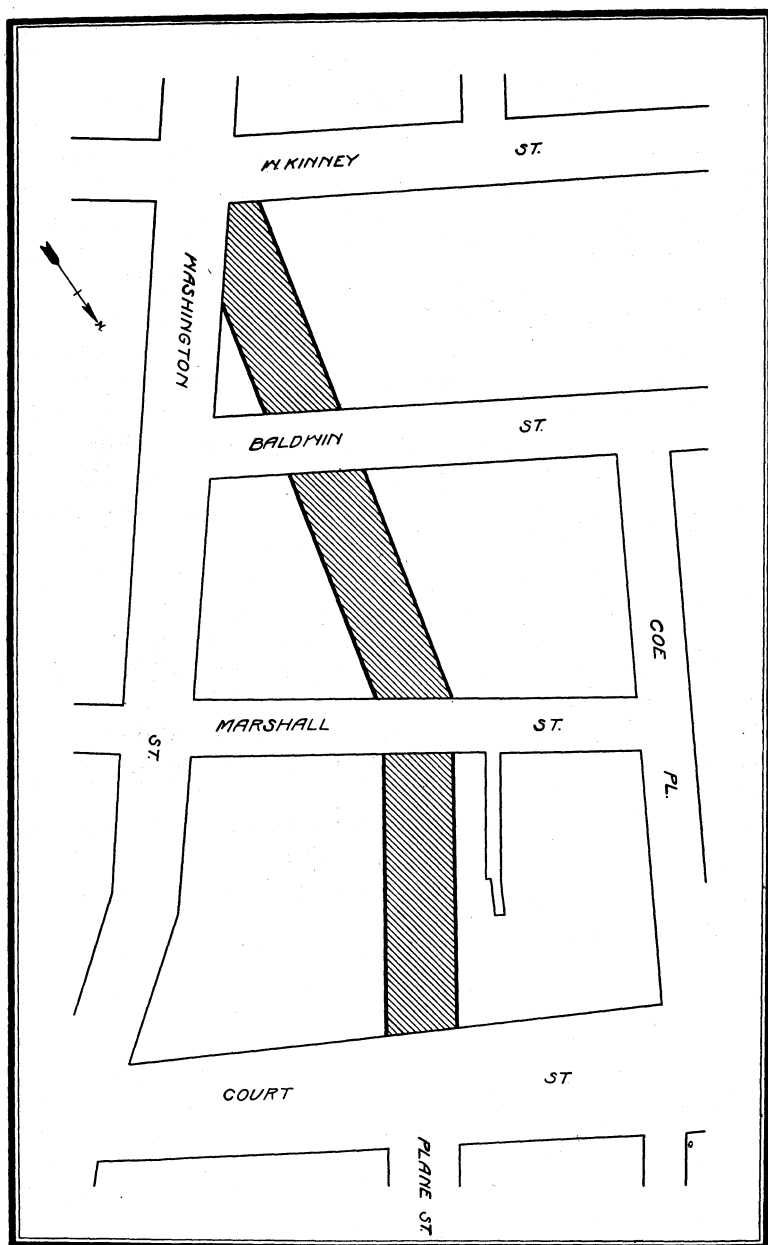 W. KINNEY ST.
WASHINGTON ST.
N
BALDWIN ST.
COE PL.
MARSHALL ST.
COURT ST
PLANE ST.